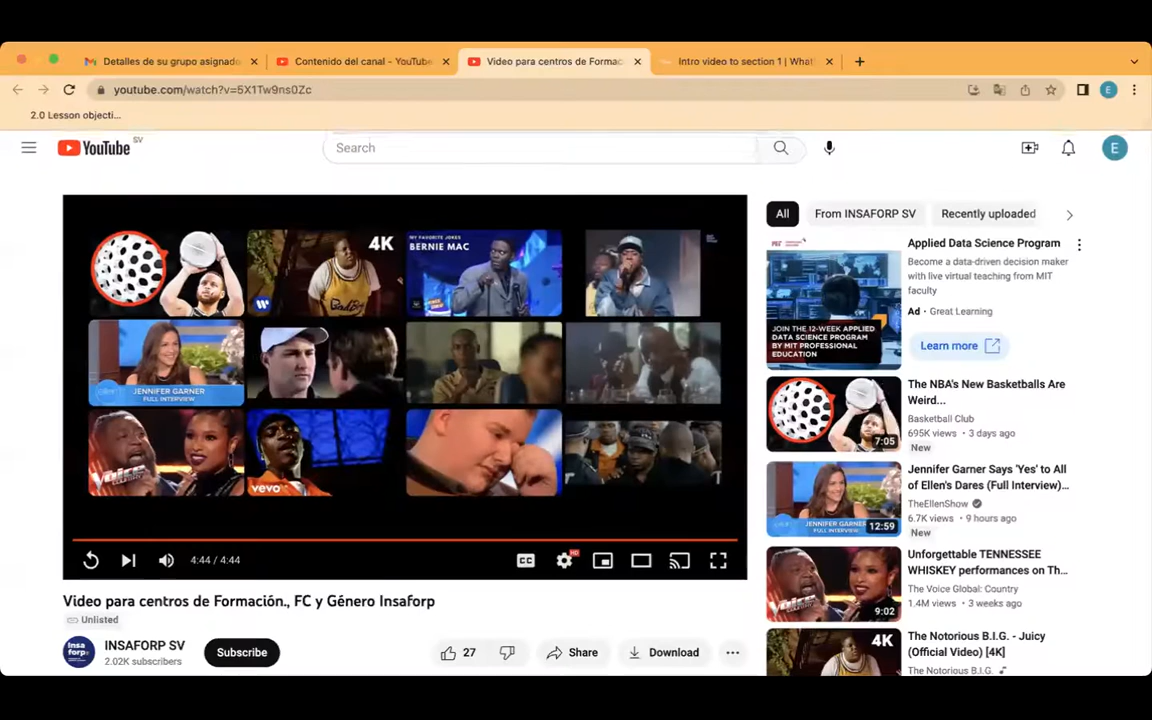 Detalles de su grupo asignado
Contenido del canal - YouTube
Video para centros de Formac
Intro video to section 1 | What
youtube.com/watch?v=5X1Tw9ns0Zc
E
2.0 Lesson objecti...
YouTube
SV
Search
E
All
From INSAFORP SV
Recently uploaded
4K
MY FAVORITE JOKES
BERNIE MAC
JENNIFER GARNER
FULL INTERVIEW
vevo
4:44 / 4:44
CC
HD
Video para centros de Formación., FC y Género Insaforp
Unlisted
Insa
forp
INSAFORP SV
2.02K subscribers
Subscribe
27
Share
Download
JOIN THE 12-WEEK APPLIED
DATA SCIENCE PROGRAM
BY MIT PROFESSIONAL
EDUCATION
Applied Data Science Program
Become a data-driven decision maker
with live virtual teaching from MIT
faculty
Ad · Great Learning
Learn more
7:05
The NBA's New Basketballs Are
Weird...
Basketball Club
695K views · 3 days ago
New
JENNIFER GARNER
12:59
Jennifer Garner Says 'Yes' to All
of Ellen's Dares (Full Interview)...
TheEllenShow
6.7K views · 9 hours ago
New
9:02
Unforgettable TENNESSEE
WHISKEY performances on Th...
The Voice Global: Country
1.4M views · 3 weeks ago
4K
The Notorious B.I.G. - Juicy
(Official Video) [4K]
The Notorious B.I.G.